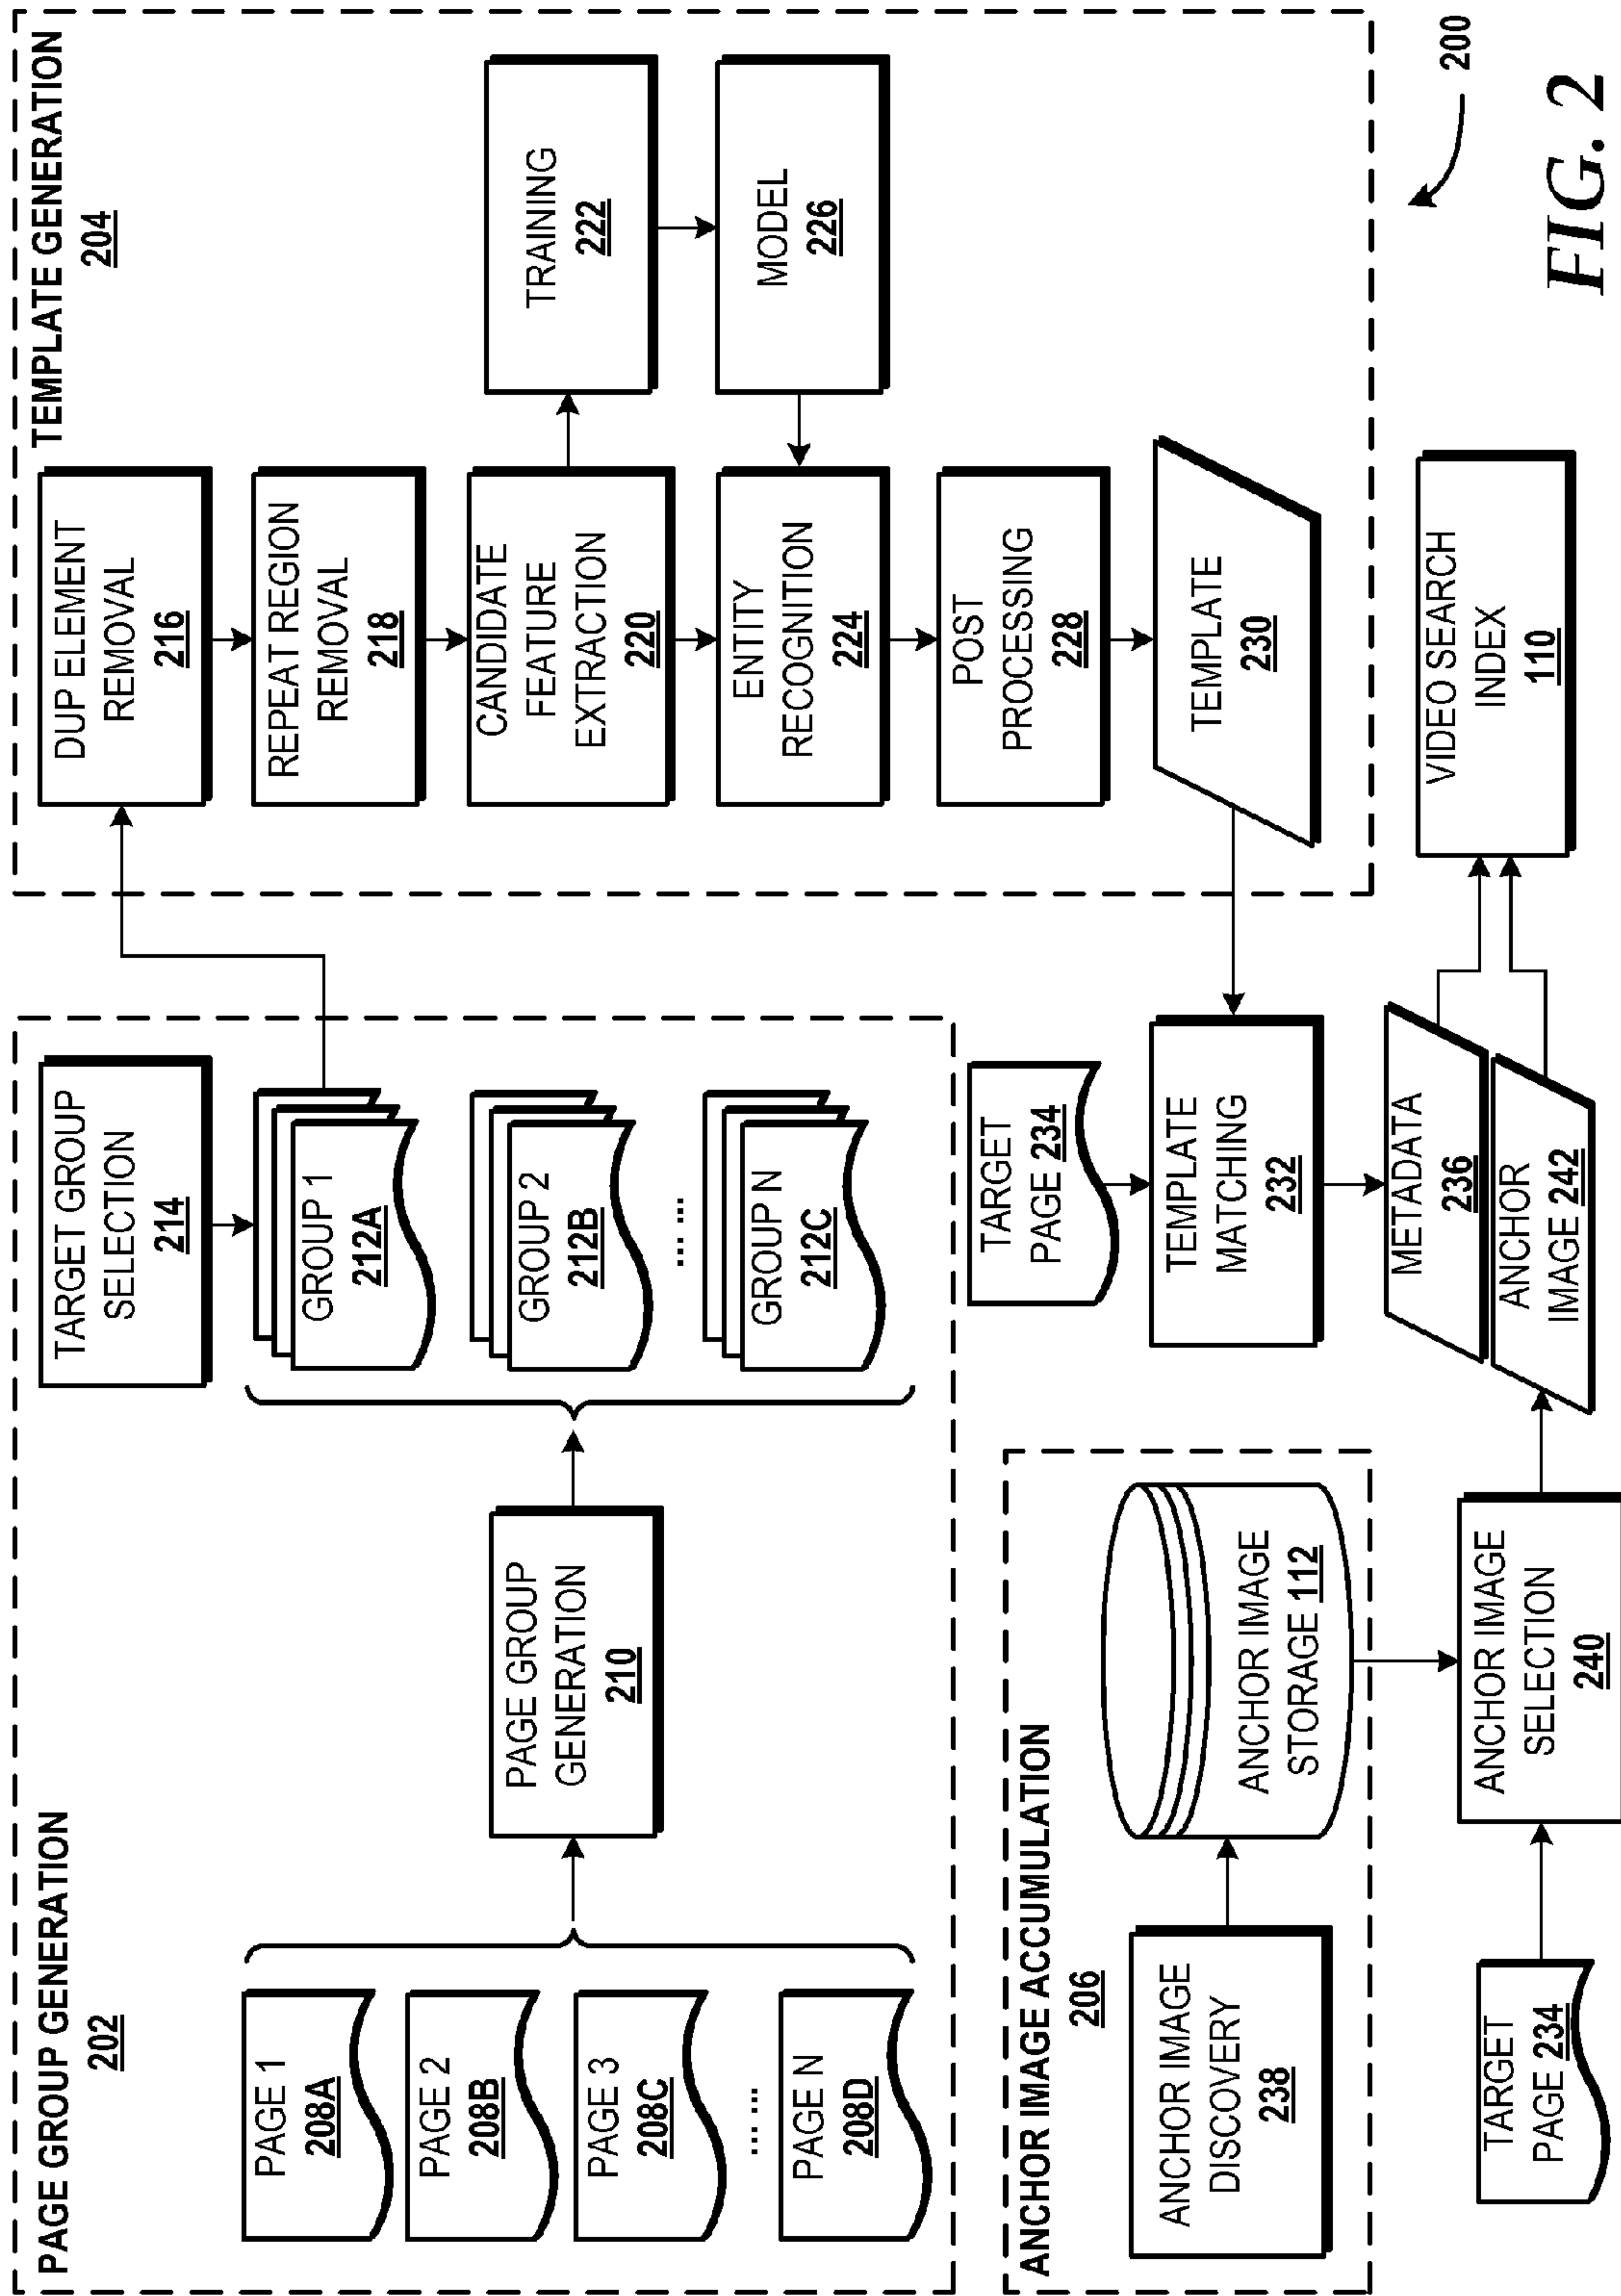 PAGE GROUP GENERATION
202
PAGE 1
208A
PAGE 2
208B
PAGE 3
208C
... ...
PAGE N
208D
PAGE GROUP
GENERATION
210
TARGET GROUP
SELECTION
214
GROUP 1
212A
GROUP 2
212B
... ...
GROUP N
212C
TEMPLATE GENERATION
204
DUP ELEMENT
REMOVAL
216
REPEAT REGION
REMOVAL
218
CANDIDATE
FEATURE
EXTRACTION
220
TRAINING
222
MODEL
226
ENTITY
RECOGNITION
224
POST
PROCESSING
228
TEMPLATE
230
ANCHOR IMAGE ACCUMULATION
206
ANCHOR IMAGE
DISCOVERY
238
ANCHOR IMAGE
STORAGE 112
TARGET
PAGE 234
TEMPLATE
MATCHING
232
METADATA
236
ANCHOR
IMAGE 242
VIDEO SEARCH
INDEX
110
TARGET
PAGE 234
ANCHOR IMAGE
SELECTION
240
200
FIG. 2